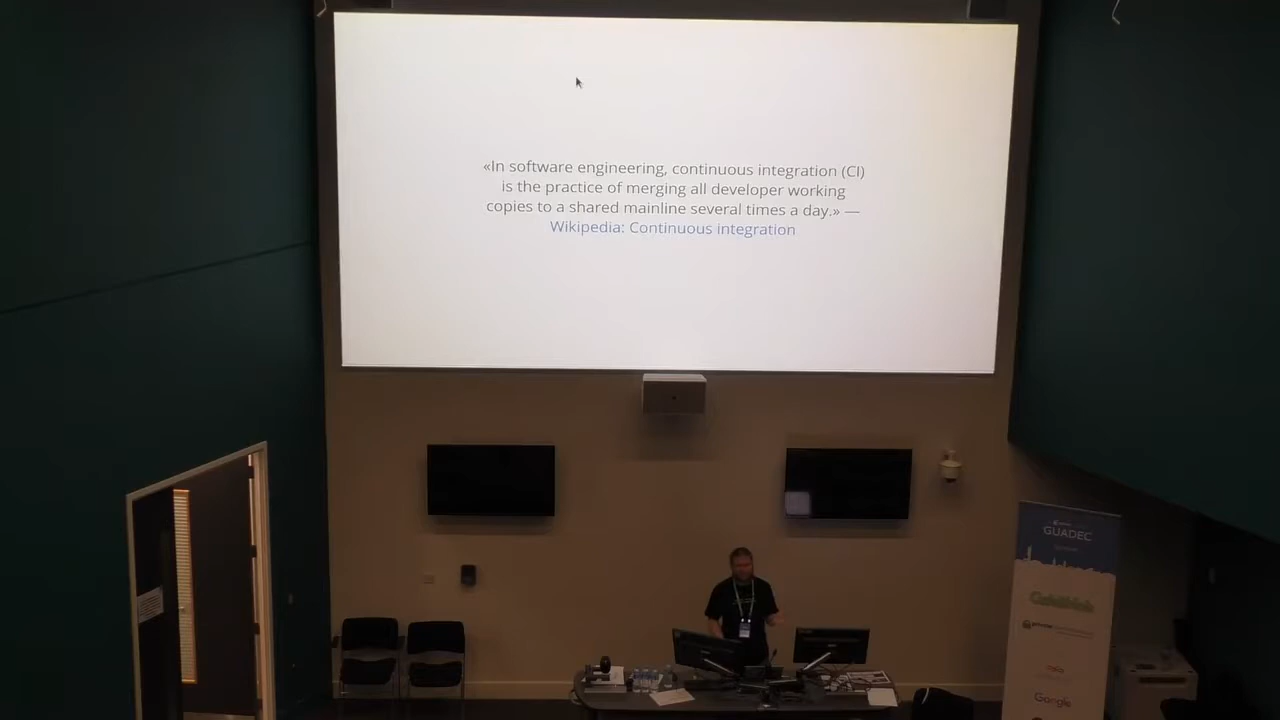 «In software engineering, continuous integration (CI)
is the practice of merging all developer working
copies to a shared mainline several times a day.» —
Wikipedia: Continuous integration
GUADEC
Google